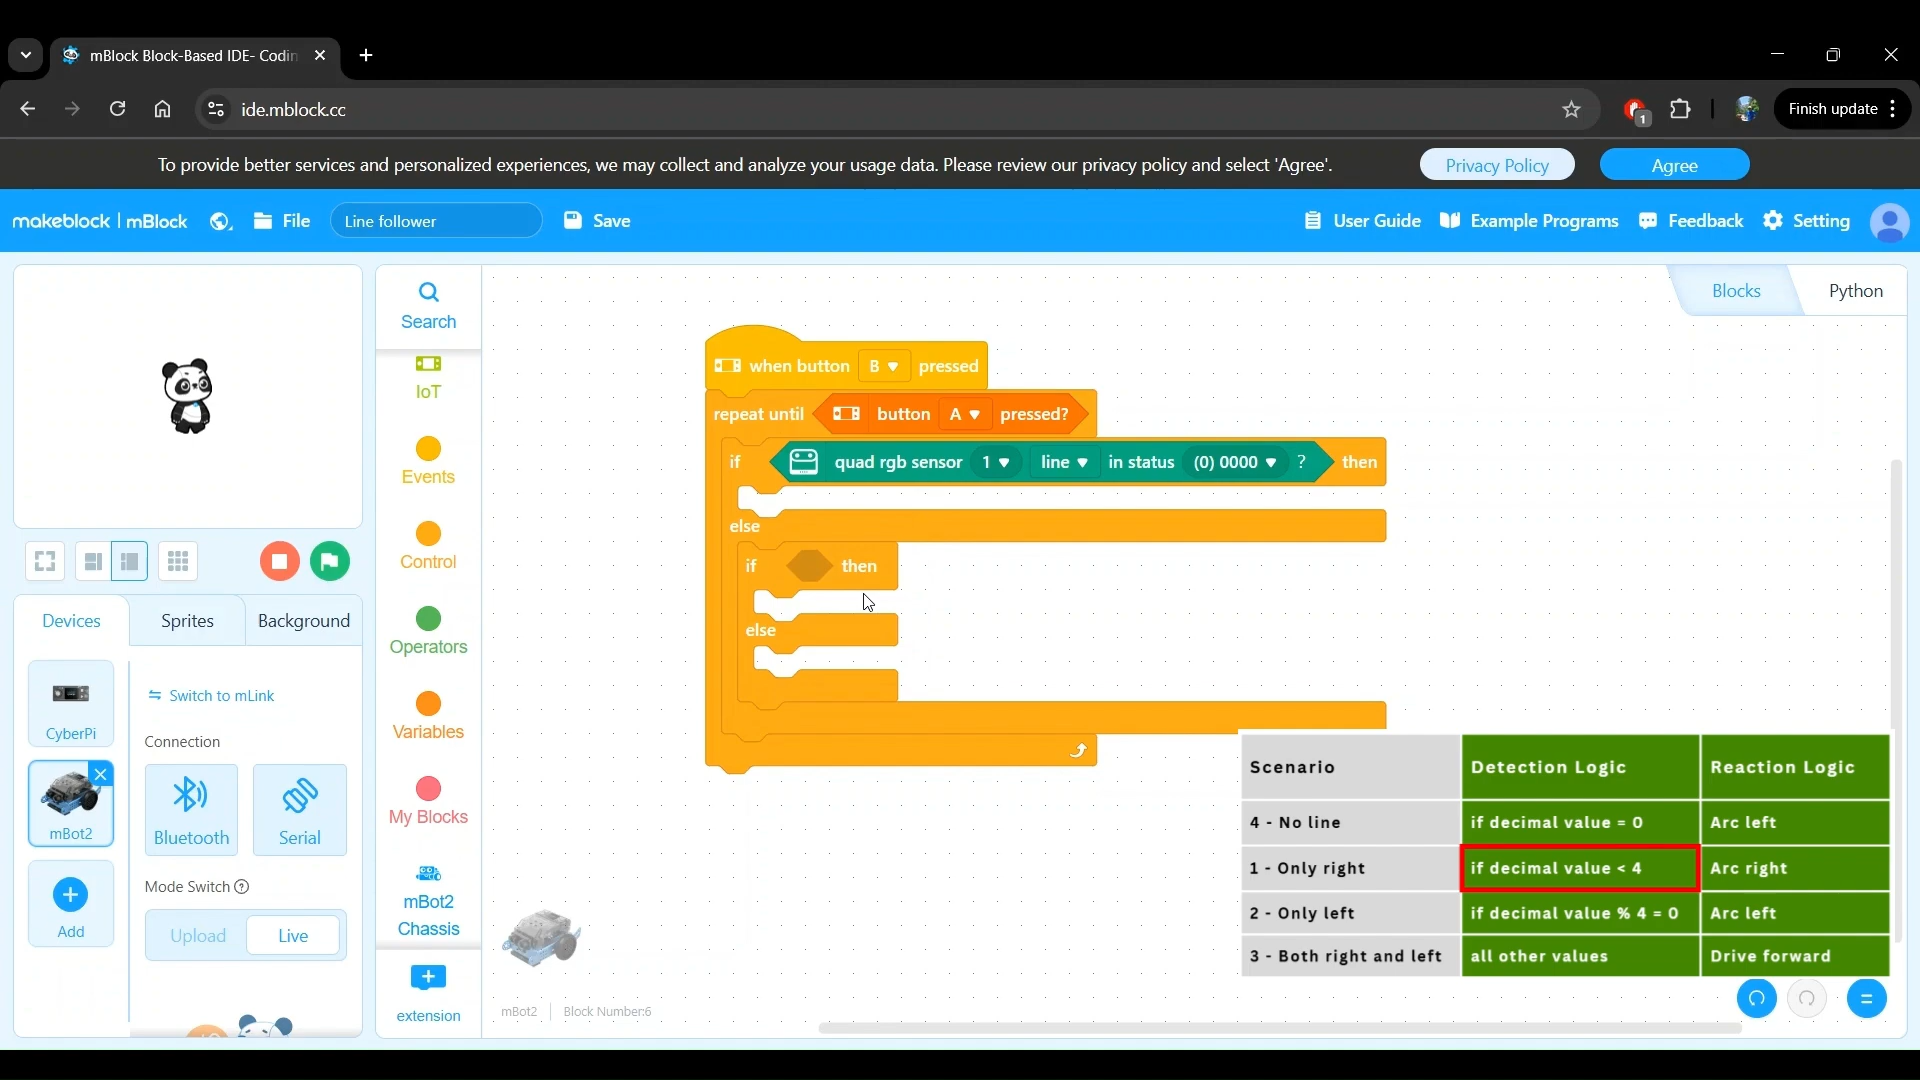 mBlock Block-Based IDE- Codin
ide.mblock.cc
1
Finish update
To provide better services and personalized experiences, we may collect and analyze your usage data. Please review our privacy policy and select 'Agree'.
Privacy Policy
Agree
makeblock | mBlock
File
Line follower
Save
User Guide
Example Programs
Feedback
Setting
Search
IoT
Events
Control
Operators
Variables
My Blocks
mBot2
Chassis
extension
Blocks
Python
when button B pressed
repeat until button A pressed?
if quad rgb sensor 1 line in status (0) 0000 ? then
else
if then
else
Devices
Sprites
Background
CyberPi
mBot2
Add
Switch to mLink
Connection
Bluetooth
Serial
Mode Switch ?
Upload
Live
mBot2
Block Number:6
Scenario Detection Logic Reaction Logic
4 - No line if decimal value = 0 Arc left
1 - Only right if decimal value < 4 Arc right
2 - Only left if decimal value % 4 = 0 Arc left
3 - Both right and left all other values Drive forward